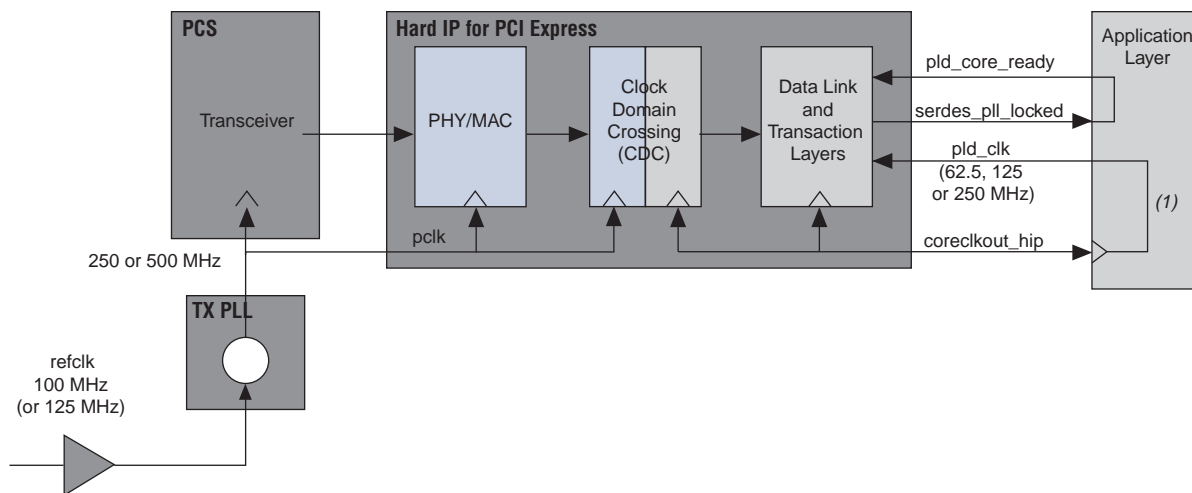 PCS
Transceiver
250 or 500 MHz
TX PLL
refclk
100 MHz
(or 125 MHz)
Hard IP for PCI Express
PHY/MAC
Clock
Domain
Crossing
(CDC)
Data Link
and
Transaction
Layers
pclk
Application
Layer
pld_core_ready
serdes_pll_locked
pld_clk
(62.5, 125
or 250 MHz)
(1)
coreclkout_hip